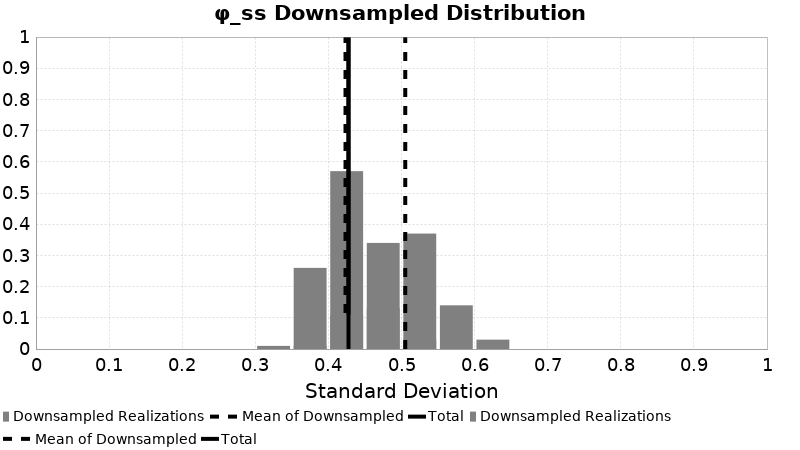 φ_ss Downsampled Distribution
1
0.9
0.8
0.7
0.6
0.5
0.4
0.3
0.2
0.1
0
0 0.1 0.2 0.3 0.4 0.5 0.6 0.7 0.8 0.9 1
Standard Deviation
Downsampled Realizations Mean of Downsampled Total Downsampled Realizations
Mean of Downsampled Total